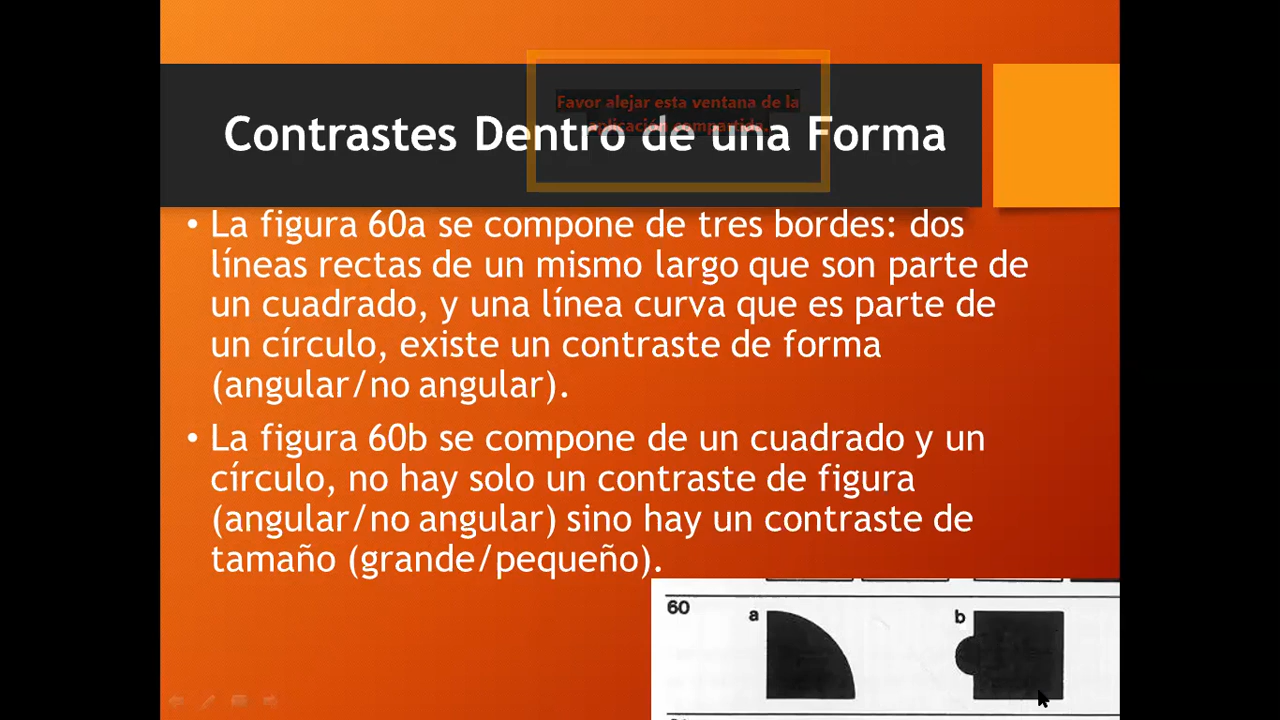 Favor alejar esta ventana de la
aplicación compartida.
Contrastes Dentro de una Forma
• La figura 60a se compone de tres bordes: dos
líneas rectas de un mismo largo que son parte de
un cuadrado, y una línea curva que es parte de
un círculo, existe un contraste de forma
(angular/no angular).
• La figura 60b se compone de un cuadrado y un
círculo, no hay solo un contraste de figura
(angular/no angular) sino hay un contraste de
tamaño (grande/pequeño).
60 a b